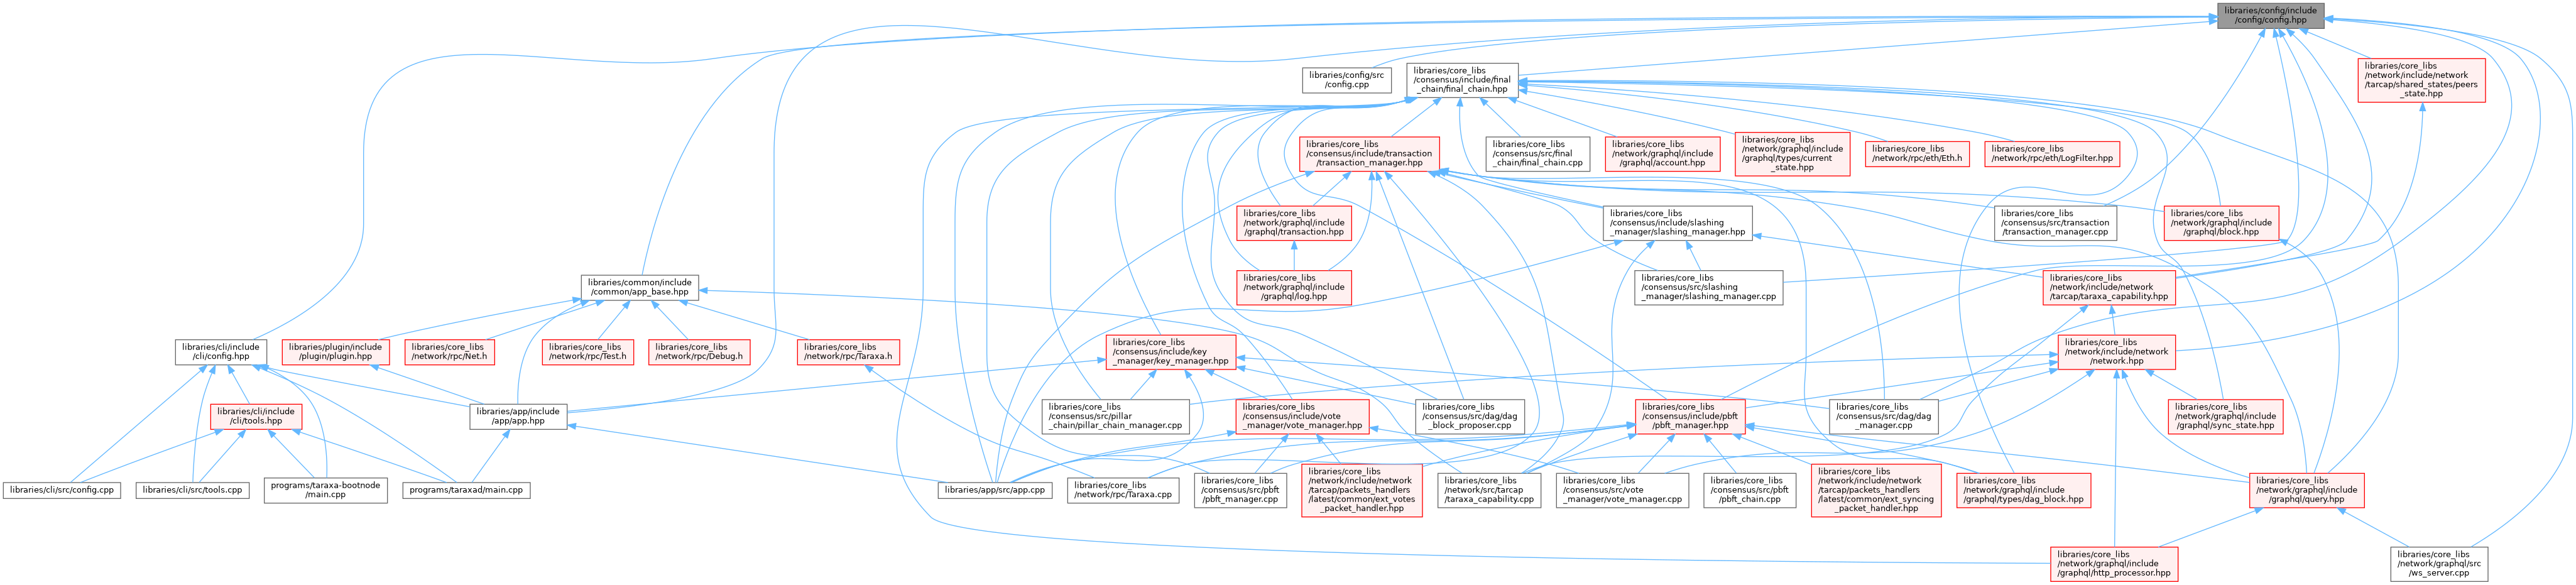 libraries/config/include
/config/config.hpp
libraries/config/src
/config.cpp
libraries/core_libs
/consensus/include/final
_chain/final_chain.hpp
libraries/core_libs
/network/include/network
/tarcap/shared_states/peers
_state.hpp
libraries/core_libs
/consensus/include/transaction
/transaction_manager.hpp
libraries/core_libs
/consensus/src/final
_chain/final_chain.cpp
libraries/core_libs
/network/graphql/include
/graphql/account.hpp
libraries/core_libs
/network/graphql/include
/graphql/types/current
_state.hpp
libraries/core_libs
/network/rpc/eth/Eth.h
libraries/core_libs
/network/rpc/eth/LogFilter.hpp
libraries/core_libs
/network/graphql/include
/graphql/transaction.hpp
libraries/core_libs
/consensus/include/slashing
_manager/slashing_manager.hpp
libraries/core_libs
/consensus/src/transaction
/transaction_manager.cpp
libraries/core_libs
/network/graphql/include
/graphql/block.hpp
libraries/common/include
/common/app_base.hpp
libraries/core_libs
/network/graphql/include
/graphql/log.hpp
libraries/core_libs
/consensus/src/slashing
_manager/slashing_manager.cpp
libraries/core_libs
/network/include/network
/tarcap/taraxa_capability.hpp
libraries/cli/include
/cli/config.hpp
libraries/plugin/include
/plugin/plugin.hpp
libraries/core_libs
/network/rpc/Net.h
libraries/core_libs
/network/rpc/Test.h
libraries/core_libs
/network/rpc/Debug.h
libraries/core_libs
/network/rpc/Taraxa.h
libraries/core_libs
/consensus/include/key
_manager/key_manager.hpp
libraries/core_libs
/network/include/network
/network.hpp
libraries/cli/include
/cli/tools.hpp
libraries/app/include
/app/app.hpp
libraries/core_libs
/consensus/src/pillar
_chain/pillar_chain_manager.cpp
libraries/core_libs
/consensus/include/vote
_manager/vote_manager.hpp
libraries/core_libs
/consensus/src/dag/dag
_block_proposer.cpp
libraries/core_libs
/consensus/include/pbft
/pbft_manager.hpp
libraries/core_libs
/consensus/src/dag/dag
_manager.cpp
libraries/core_libs
/network/graphql/include
/graphql/sync_state.hpp
libraries/cli/src/config.cpp
libraries/cli/src/tools.cpp
programs/taraxa-bootnode
/main.cpp
programs/taraxad/main.cpp
libraries/app/src/app.cpp
libraries/core_libs
/network/rpc/Taraxa.cpp
libraries/core_libs
/consensus/src/pbft
/pbft_manager.cpp
libraries/core_libs
/network/include/network
/tarcap/packets_handlers
/latest/common/ext_votes
_packet_handler.hpp
libraries/core_libs
/network/src/tarcap
/taraxa_capability.cpp
libraries/core_libs
/consensus/src/vote
_manager/vote_manager.cpp
libraries/core_libs
/consensus/src/pbft
/pbft_chain.cpp
libraries/core_libs
/network/include/network
/tarcap/packets_handlers
/latest/common/ext_syncing
_packet_handler.hpp
libraries/core_libs
/network/graphql/include
/graphql/types/dag_block.hpp
libraries/core_libs
/network/graphql/include
/graphql/query.hpp
libraries/core_libs
/network/graphql/include
/graphql/http_processor.hpp
libraries/core_libs
/network/graphql/src
/ws_server.cpp